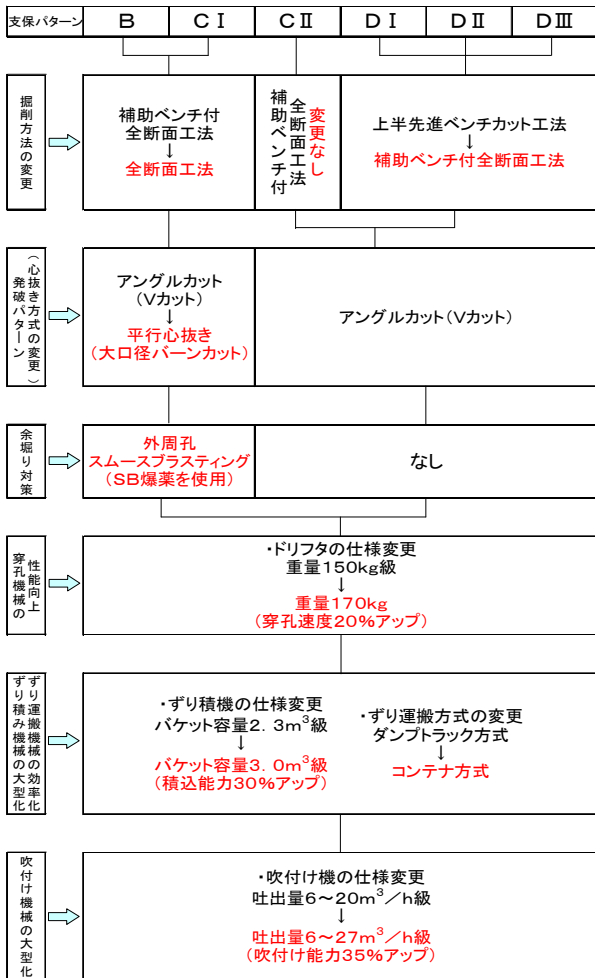 支保パターン
B
CⅠ
CⅡ
DⅠ
DⅡ
DⅢ
掘削方法の変更
補助ベンチ付
全断面工法
↓
全断面工法
補助ベンチ付
全断面工法
変更なし
上半先進ベンチカット工法
↓
補助ベンチ付全断面工法
発破パターン
(心抜き方式の変更)
アングルカット
(Vカット)
↓
平行心抜き
(大口径バーンカット)
アングルカット(Vカット)
余堀り対策
外周孔
スムースブラスティング
(SB爆薬を使用)
なし
穿孔機械の
性能向上
・ドリフタの仕様変更
重量150kg級
↓
重量170kg
(穿孔速度20%アップ)
ずり積み機械の大型化
ずり運搬機械の効率化
・ずり積機の仕様変更
バケット容量2. 3m³級
↓
バケット容量3. 0m³級
(積込能力30%アップ)
・ずり運搬方式の変更
ダンプトラック方式
↓
コンテナ方式
吹付け機械の大型化
・吹付け機の仕様変更
吐出量6~20m³/h級
↓
吐出量6~27m³/h級
(吹付け能力35%アップ)